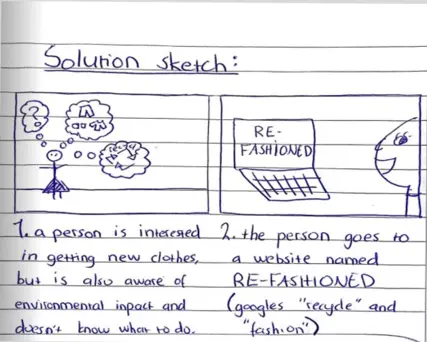 Solution sketch:
?
RE-
FASHIONED
1. a person is interested
in getting new clothes,
but is also aware of
environmental inpact and
doesn't know what to do.
2. the person goes to
a website named
RE-FASHIONED
(googles "recycle" and
"fashion")